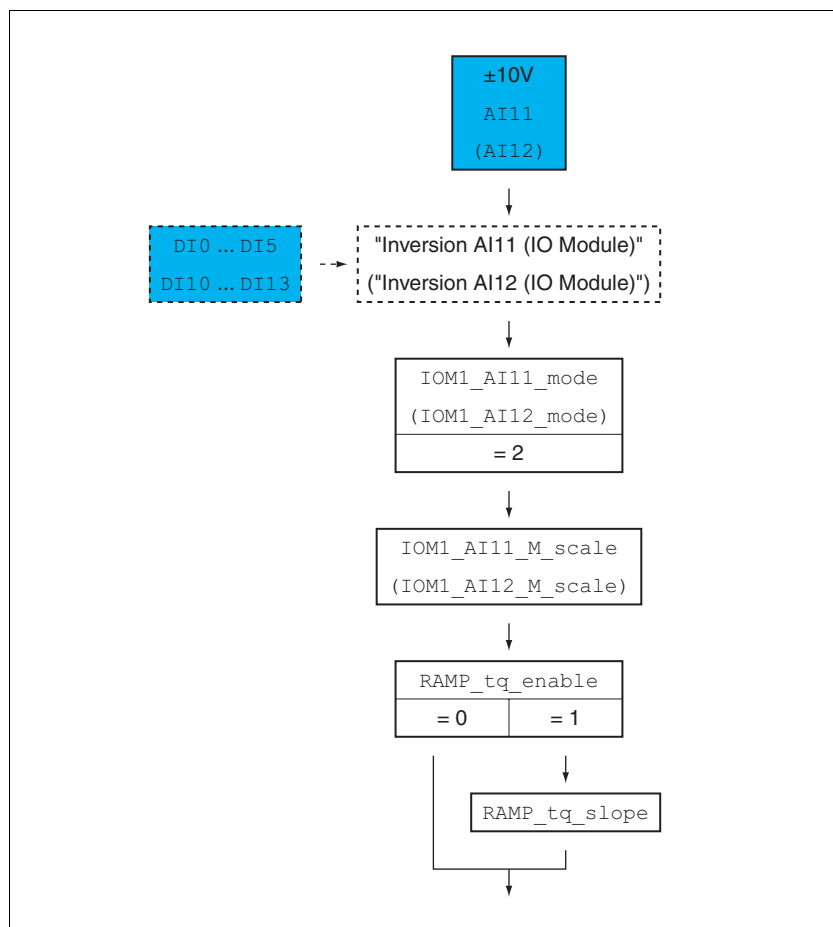 ±10V
AI11
(AI12)
DI0 ... DI5
DI10 ... DI13
"Inversion AI11 (IO Module)"
("Inversion AI12 (IO Module)")
IOM1_AI11_mode
(IOM1_AI12_mode)
= 2
IOM1_AI11_M_scale
(IOM1_AI12_M_scale)
RAMP_tq_enable
= 0 = 1
RAMP_tq_slope